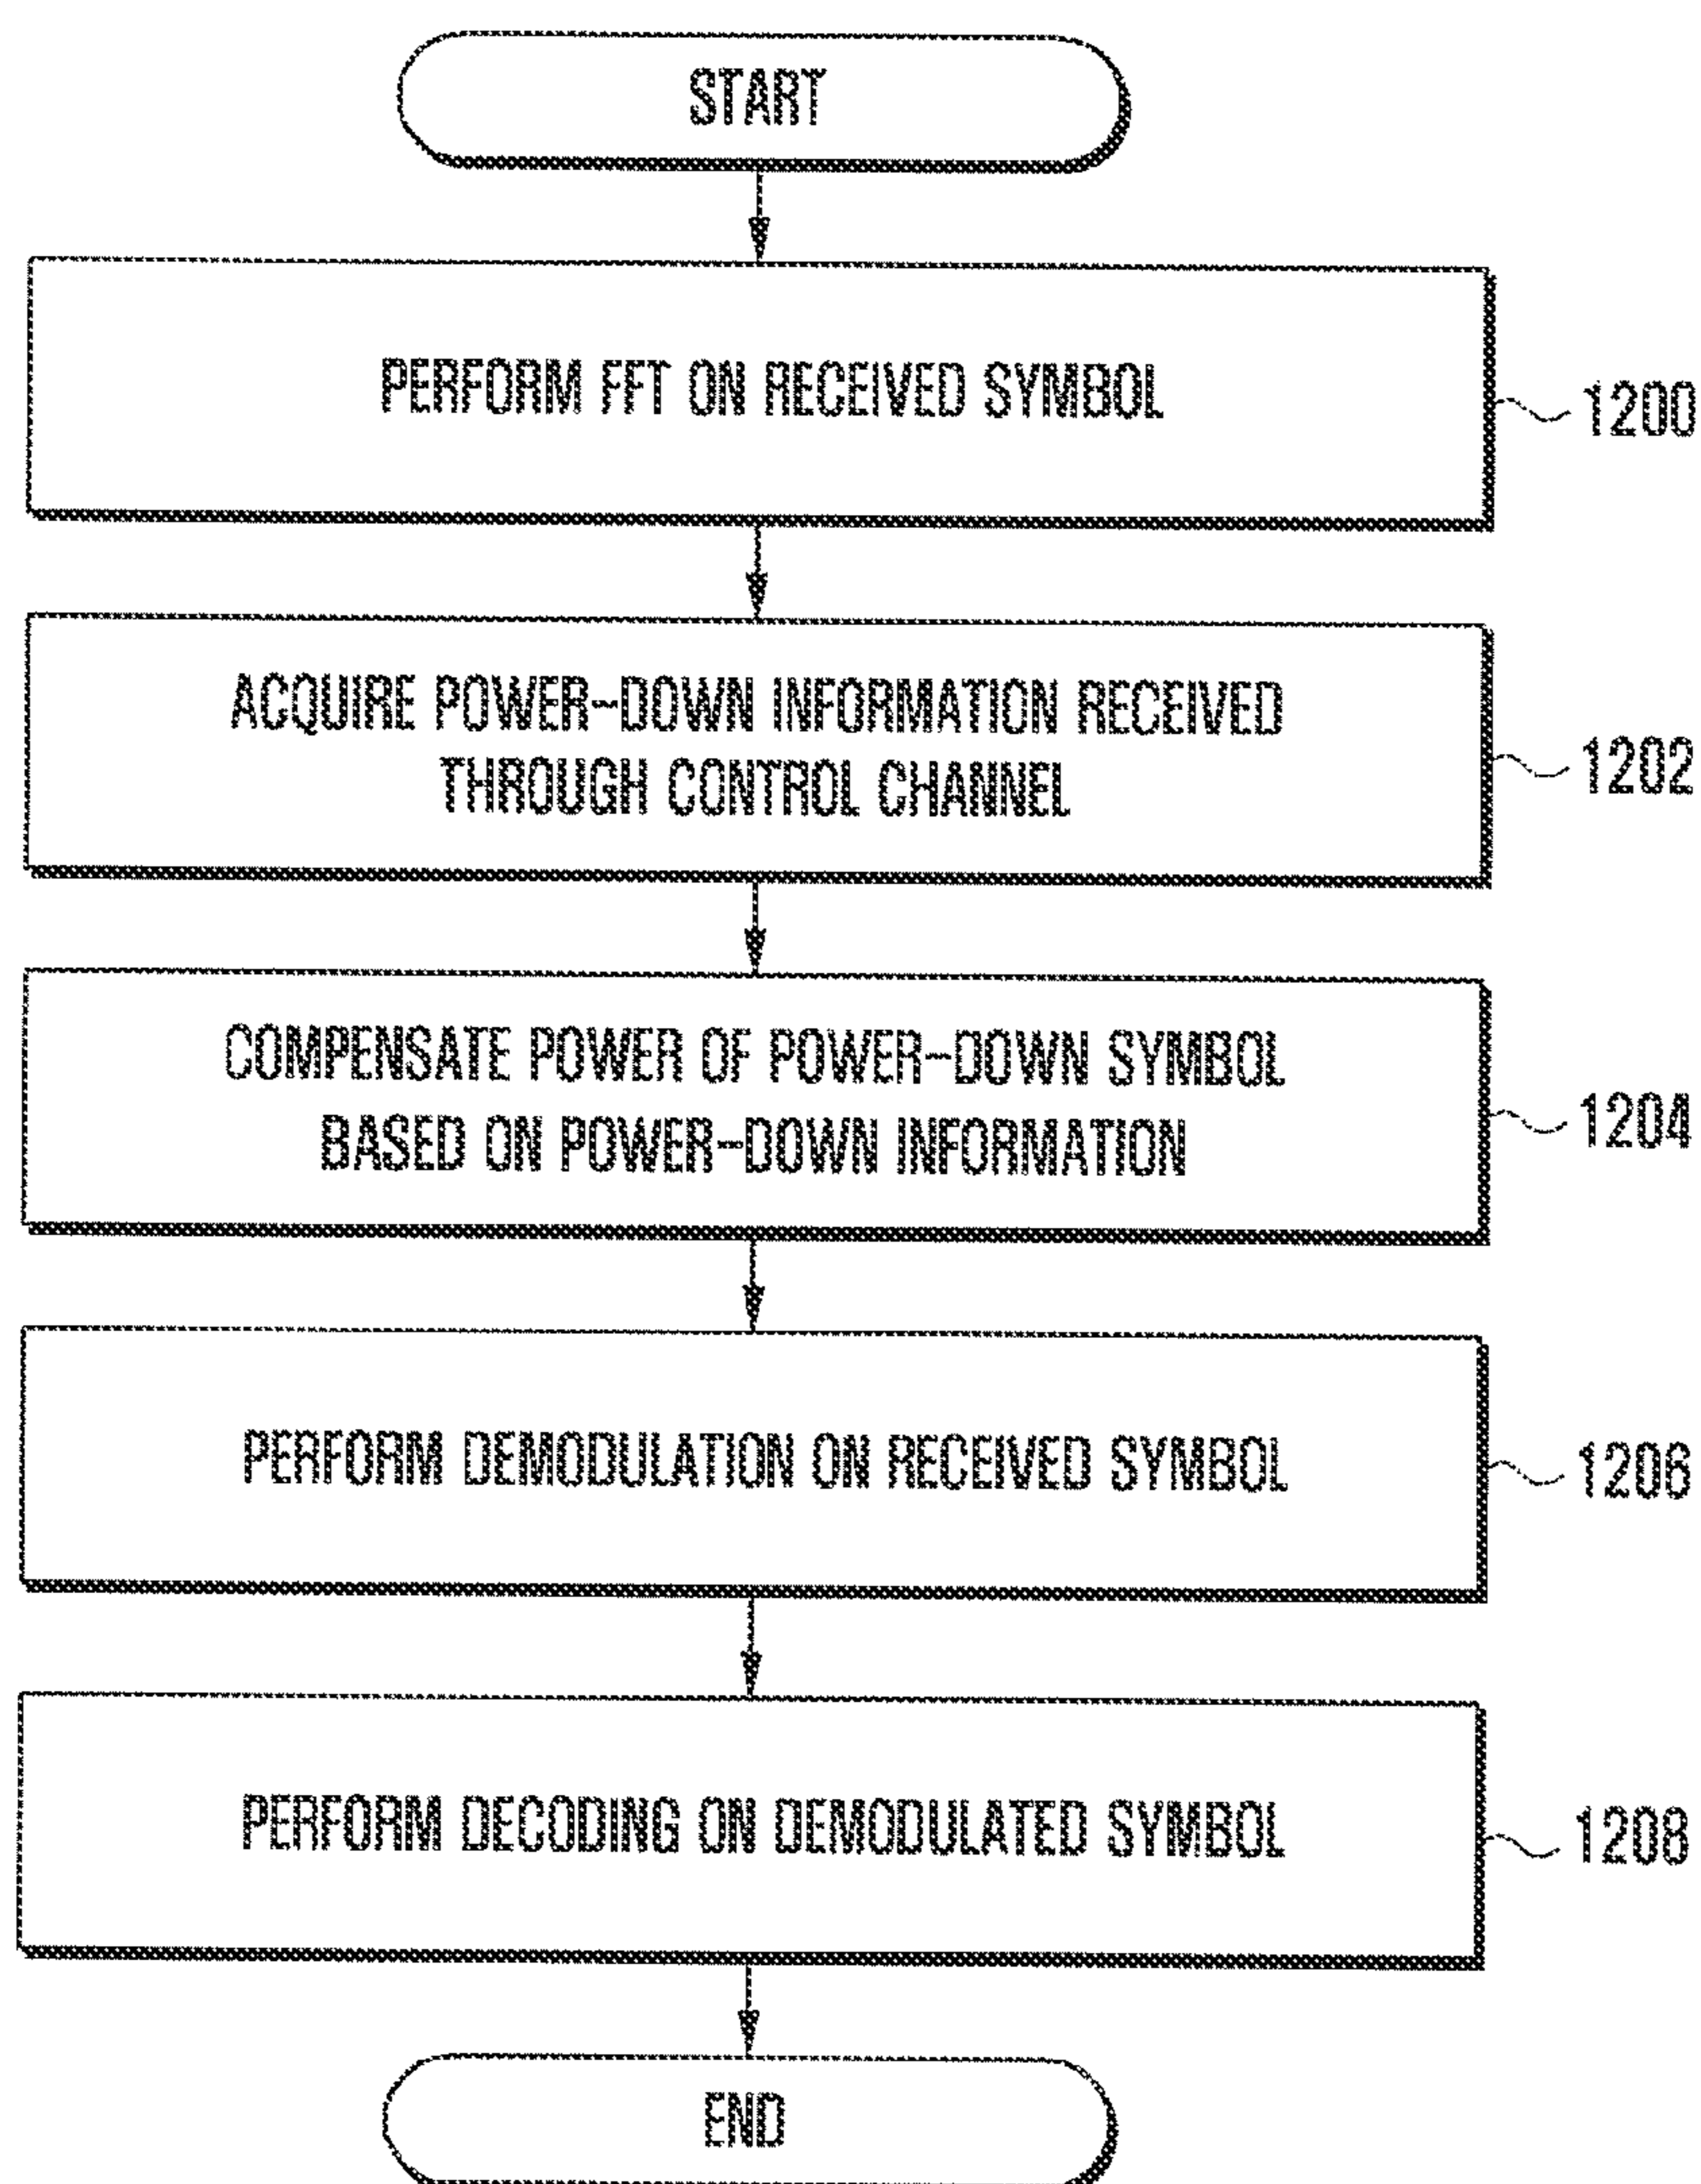 START
PERFORM FFT ON RECEIVED SYMBOL
1200
ACQUIRE POWER-DOWN INFORMATION RECEIVED
THROUGH CONTROL CHANNEL
1202
COMPENSATE POWER OF POWER-DOWN SYMBOL
BASED ON POWER-DOWN INFORMATION
1204
PERFORM DEMODULATION ON RECEIVED SYMBOL
1206
PERFORM DECODING ON DEMODULATED SYMBOL
1208
END